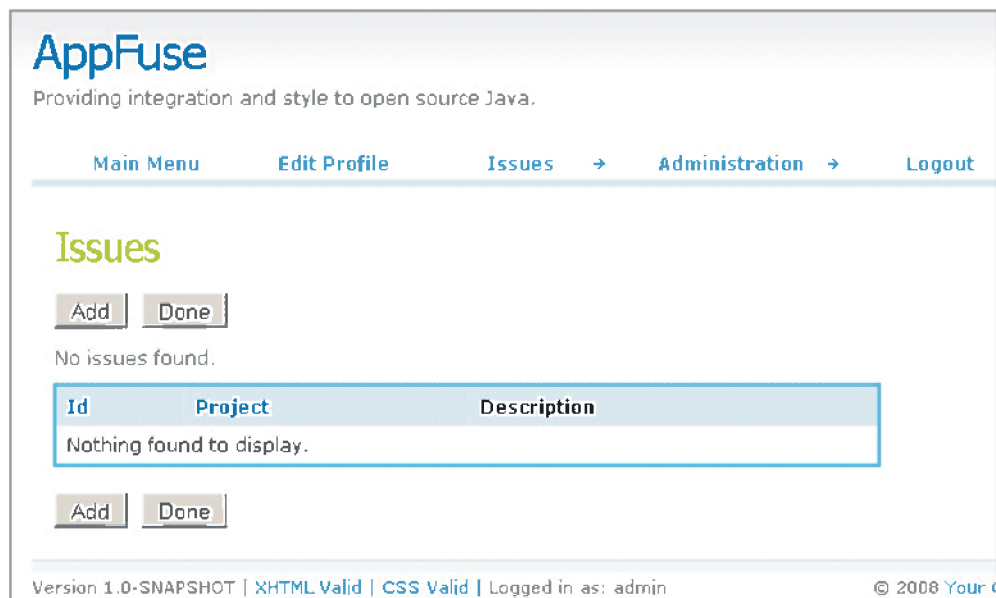 AppFuse
Providing integration and style to open source Java.
Main Menu Edit Profile Issues → Administration → Logout
Issues
Add Done
No issues found.
Id Project Description
Nothing found to display.
Add Done
Version 1.0-SNAPSHOT | XHTML Valid | CSS Valid | Logged in as: admin © 2008 Your